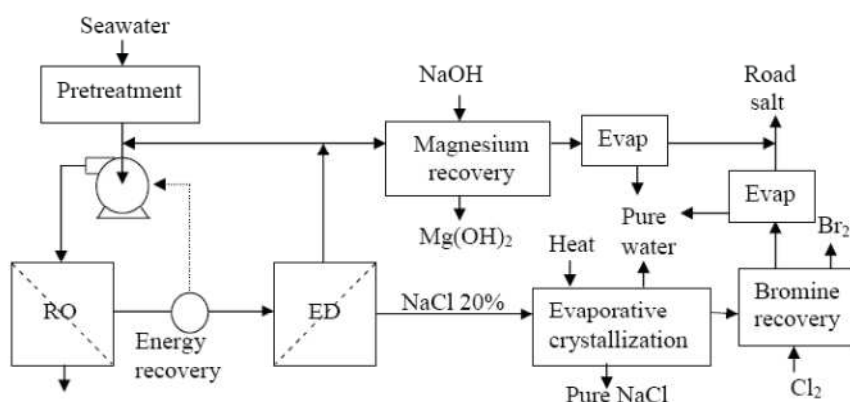 Seawater
Pretreatment
NaOH
Magnesium
recovery
Mg(OH)₂
Evap
Road
salt
Evap
Pure
water
Br₂
Heat
RO
Energy
recovery
ED
NaCl 20%
Evaporative
crystallization
Pure NaCl
Bromine
recovery
Cl₂